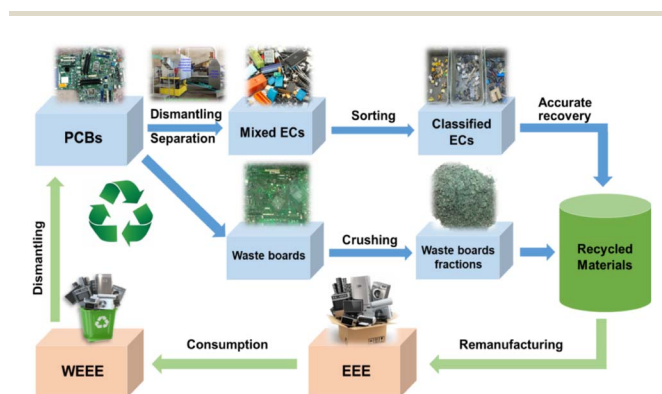 Dismantling
Separation
PCBs
Mixed ECs
Sorting
Classified
ECs
Accurate
recovery
Waste boards
Crushing
Waste boards
fractions
Recycled
Materials
Dismantling
WEEE
Consumption
EEE
Remanufacturing